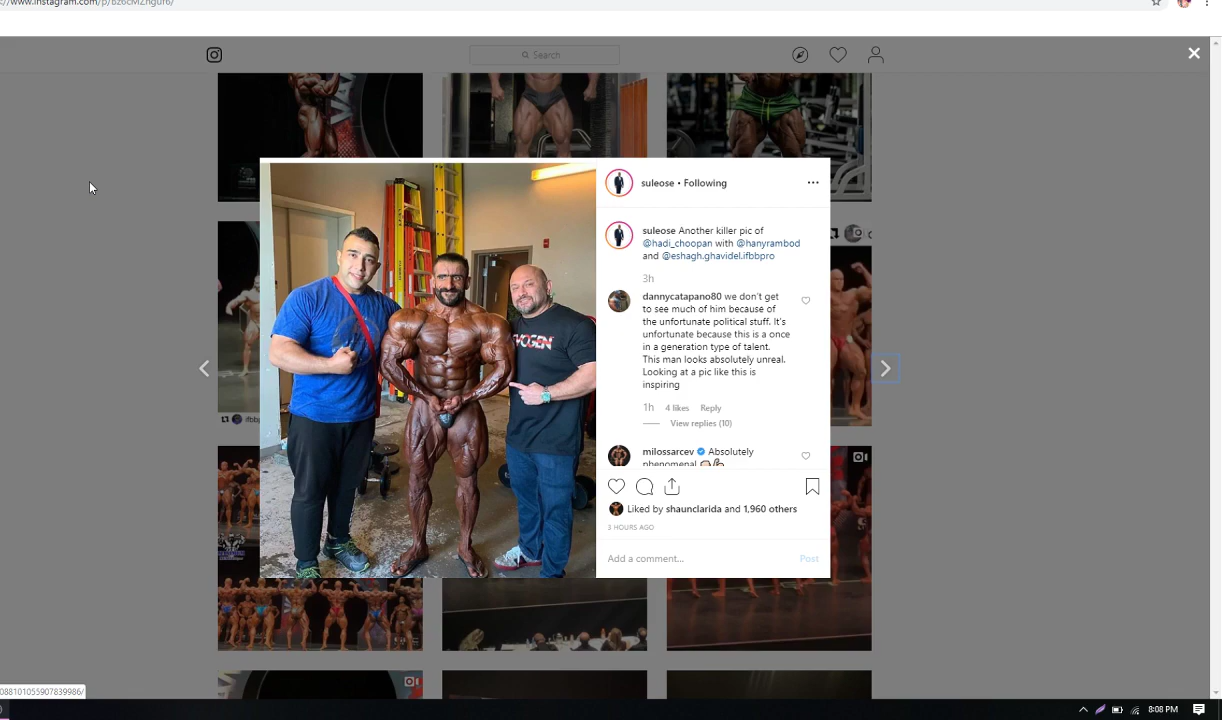 ://www.instagram.com/p/
Search
suleose • Following
suleose Another killer pic of
@hadi_choopan with @hanyrambod
and @eshagh.ghavidel.ifbbpro
3h
dannycatapano80 we don't get
to see much of him because of
the unfortunate political stuff. It's
unfortunate because this is a once
in a generation type of talent.
This man looks absolutely unreal.
Looking at a pic like this is
inspiring
1h 4 likes Reply
View replies (10)
milossarcev Absolutely
phenomenal
Liked by shaunclarida and 1,960 others
3 HOURS AGO
Add a comment... Post
EVOGEN
ifbbp
088101055907839986/
8:08 PM